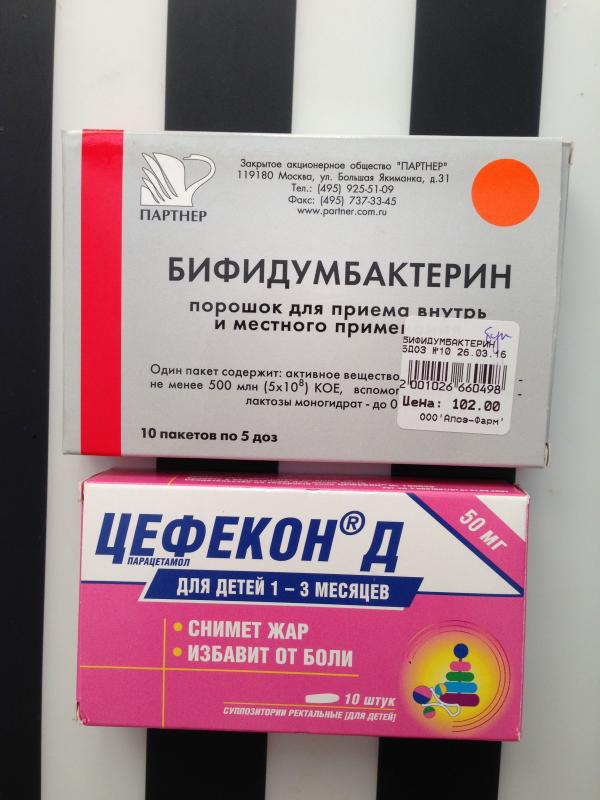 Закрытое акционерное общество "ПАРТНЕР"
119180 Москва, ул. Большая Якиманка, д.31
Тел.: (495) 925-51-09
Факс: (495) 737-33-45
www.partner.com.ru
ПАРТНЕР
БИФИДУМБАКТЕРИН
порошок для приема внутрь
и местного приме
БИФИДУМБАКТЕРИН
5ДОЗ №10 26.03.16
2 001026 660498
Цена: 102.00
ООО'Алоэ-Фарм'
Один пакет содержит: активное вещество
не менее 500 млн (5x10⁸) КОЕ, вспомог
лактозы моногидрат - до 0
10 пакетов по 5 доз
ЦЕФЕКОН® Д
ПАРАЦЕТАМОЛ
50 МГ
ДЛЯ ДЕТЕЙ 1 – 3 МЕСЯЦЕВ
• СНИМЕТ ЖАР
• ИЗБАВИТ ОТ БОЛИ
10 штук
СУППОЗИТОРИИ РЕКТАЛЬНЫЕ [ДЛЯ ДЕТЕЙ]